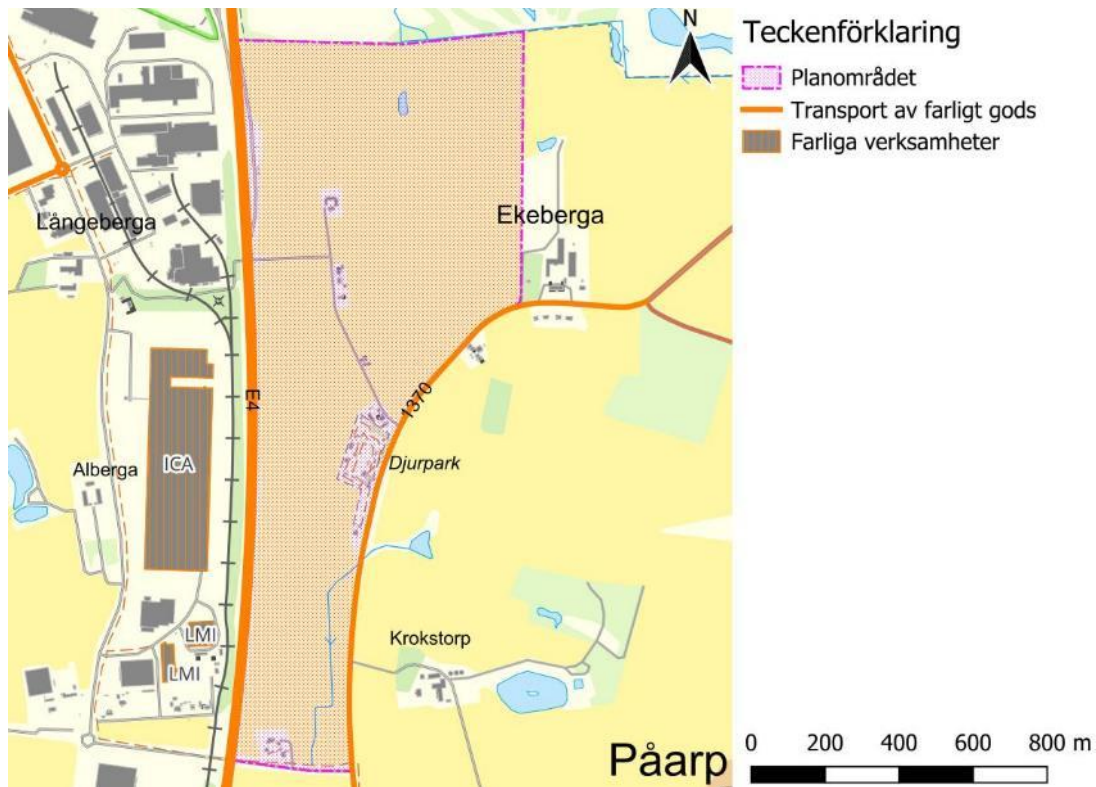 N
Teckenförklaring
Planområdet
Transport av farligt gods
Farliga verksamheter
Långeberga
Ekeberga
E4
1370
ICA
Alberga
Djurpark
LMI
LMI
Krokstorp
Påarp
0 200 400 600 800 m